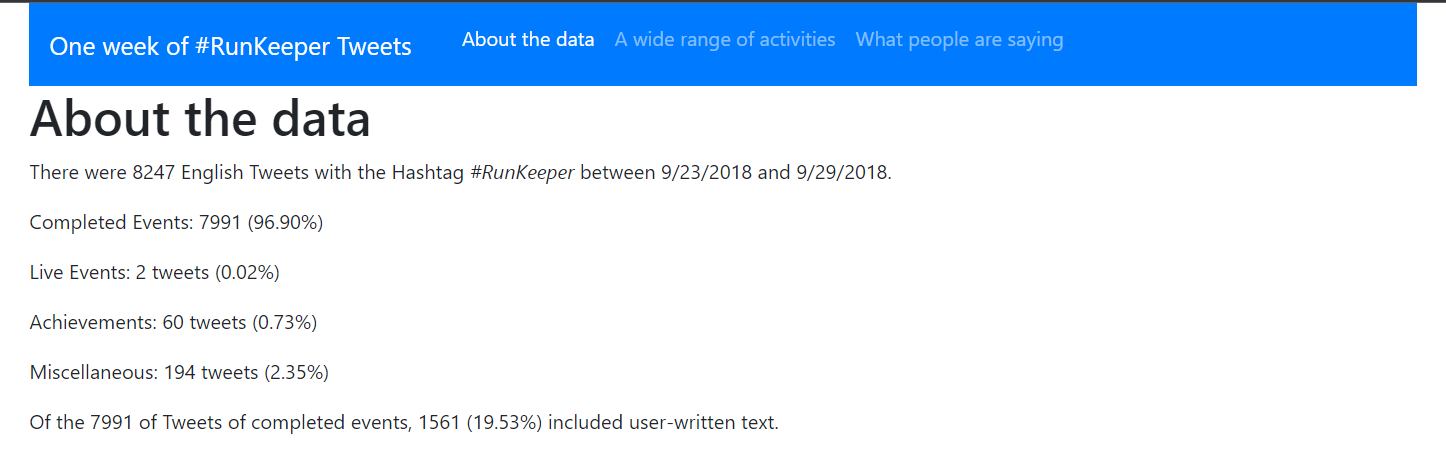 One week of #RunKeeper Tweets About the data A wide range of activities What people are saying
About the data
There were 8247 English Tweets with the Hashtag #RunKeeper between 9/23/2018 and 9/29/2018.
Completed Events: 7991 (96.90%)
Live Events: 2 tweets (0.02%)
Achievements: 60 tweets (0.73%)
Miscellaneous: 194 tweets (2.35%)
Of the 7991 of Tweets of completed events, 1561 (19.53%) included user-written text.